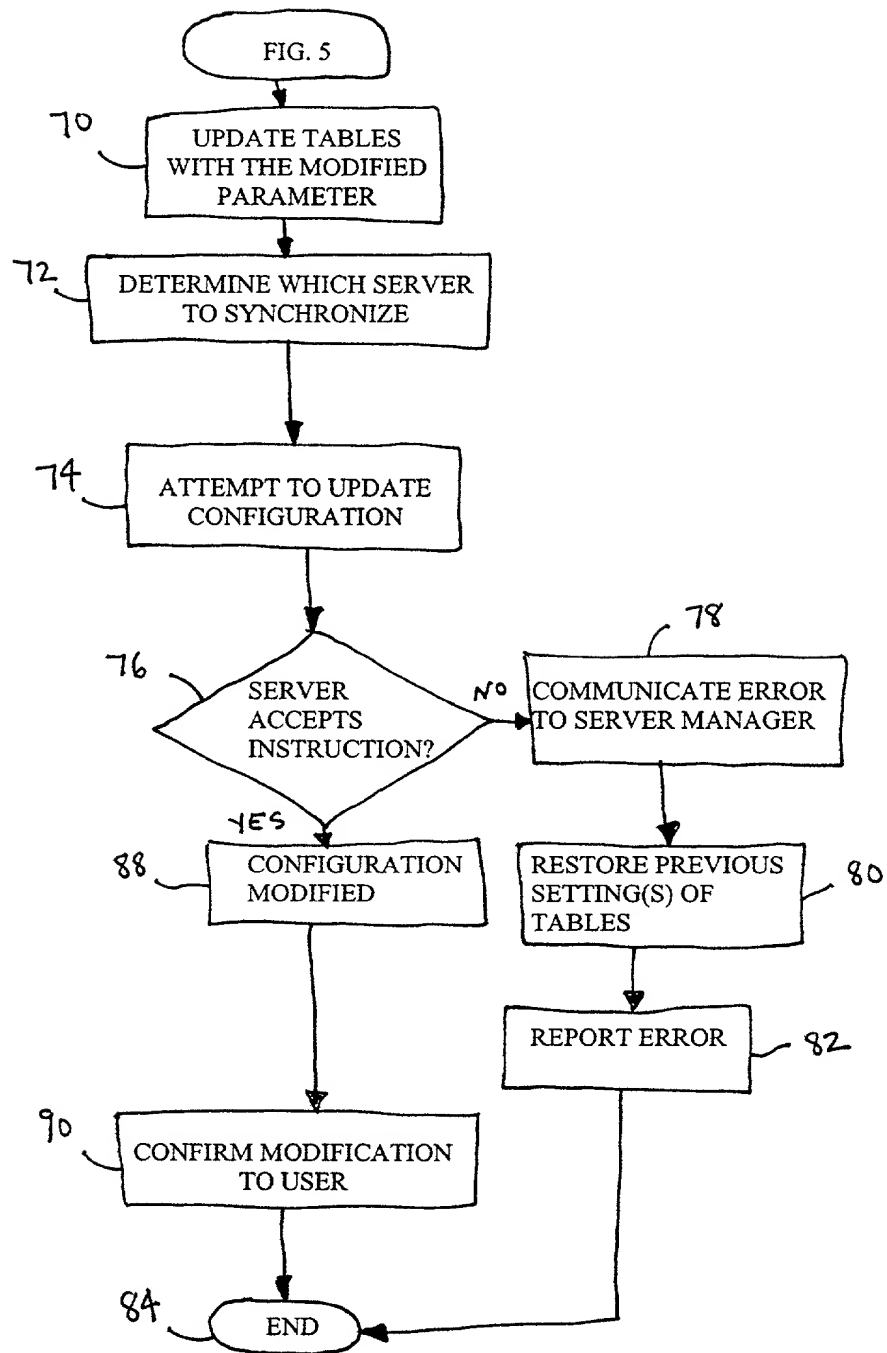 FIG. 5
70
UPDATE TABLES
WITH THE MODIFIED
PARAMETER
72
DETERMINE WHICH SERVER
TO SYNCHRONIZE
74
ATTEMPT TO UPDATE
CONFIGURATION
76
SERVER
ACCEPTS
INSTRUCTION?
NO
78
COMMUNICATE ERROR
TO SERVER MANAGER
YES
88
CONFIGURATION
MODIFIED
RESTORE PREVIOUS
SETTING(S) OF
TABLES
80
REPORT ERROR
82
90
CONFIRM MODIFICATION
TO USER
84
END